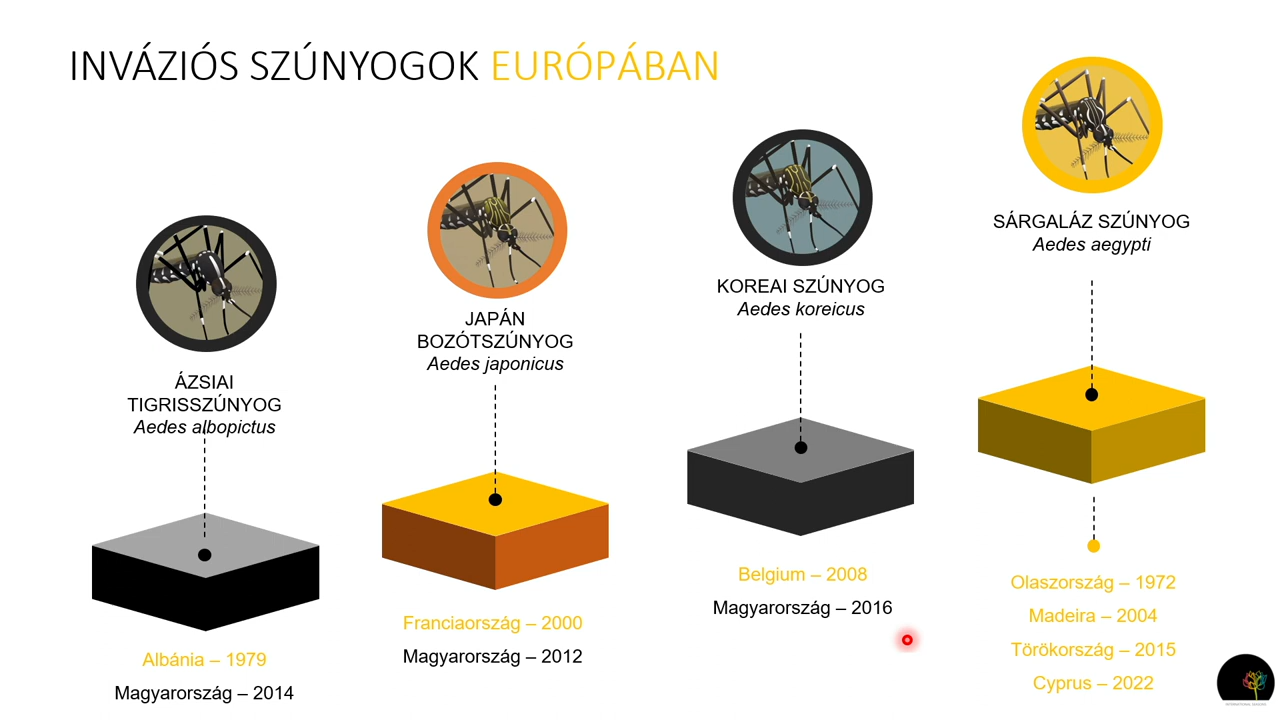 INVÁZIÓS SZÚNYOGOK EURÓPÁBAN
ÁZSIAI
TIGRISSZÚNYOG
Aedes albopictus
Albánia – 1979
Magyarország – 2014
JAPÁN
BOZÓTSZÚNYOG
Aedes japonicus
Franciaország – 2000
Magyarország – 2012
KOREAI SZÚNYOG
Aedes koreicus
Belgium – 2008
Magyarország – 2016
SÁRGALÁZ SZÚNYOG
Aedes aegypti
Olaszország – 1972
Madeira – 2004
Törökország – 2015
Cyprus – 2022